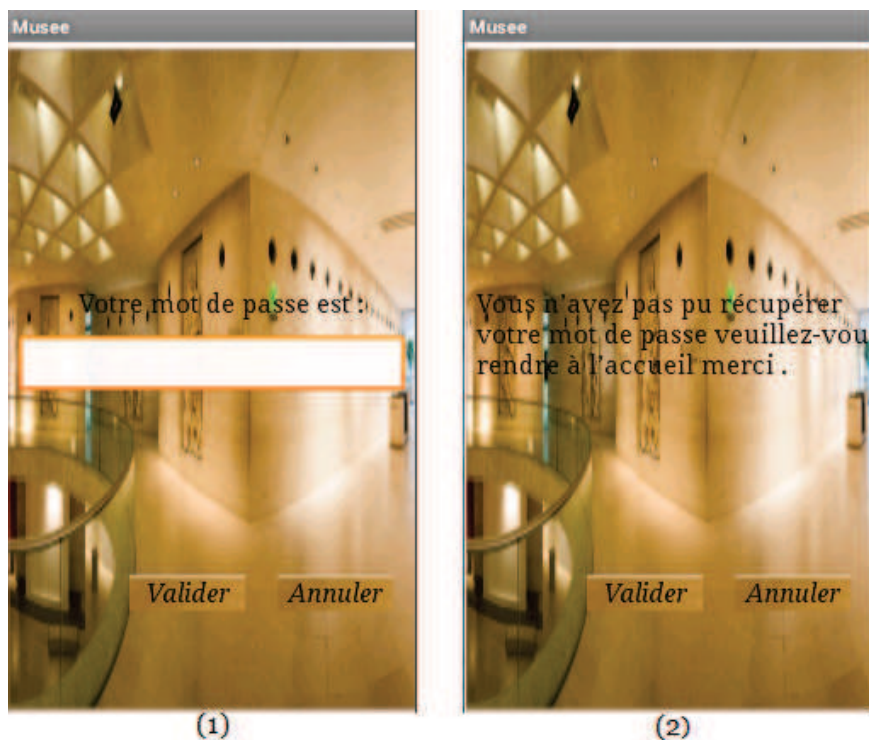 Musee
Votre mot de passe est :
Valider Annuler
(1)
Musee
Vous n'avez pas pu récupérer
votre mot de passe veuillez-vou
rendre à l'accueil merci .
Valider Annuler
(2)